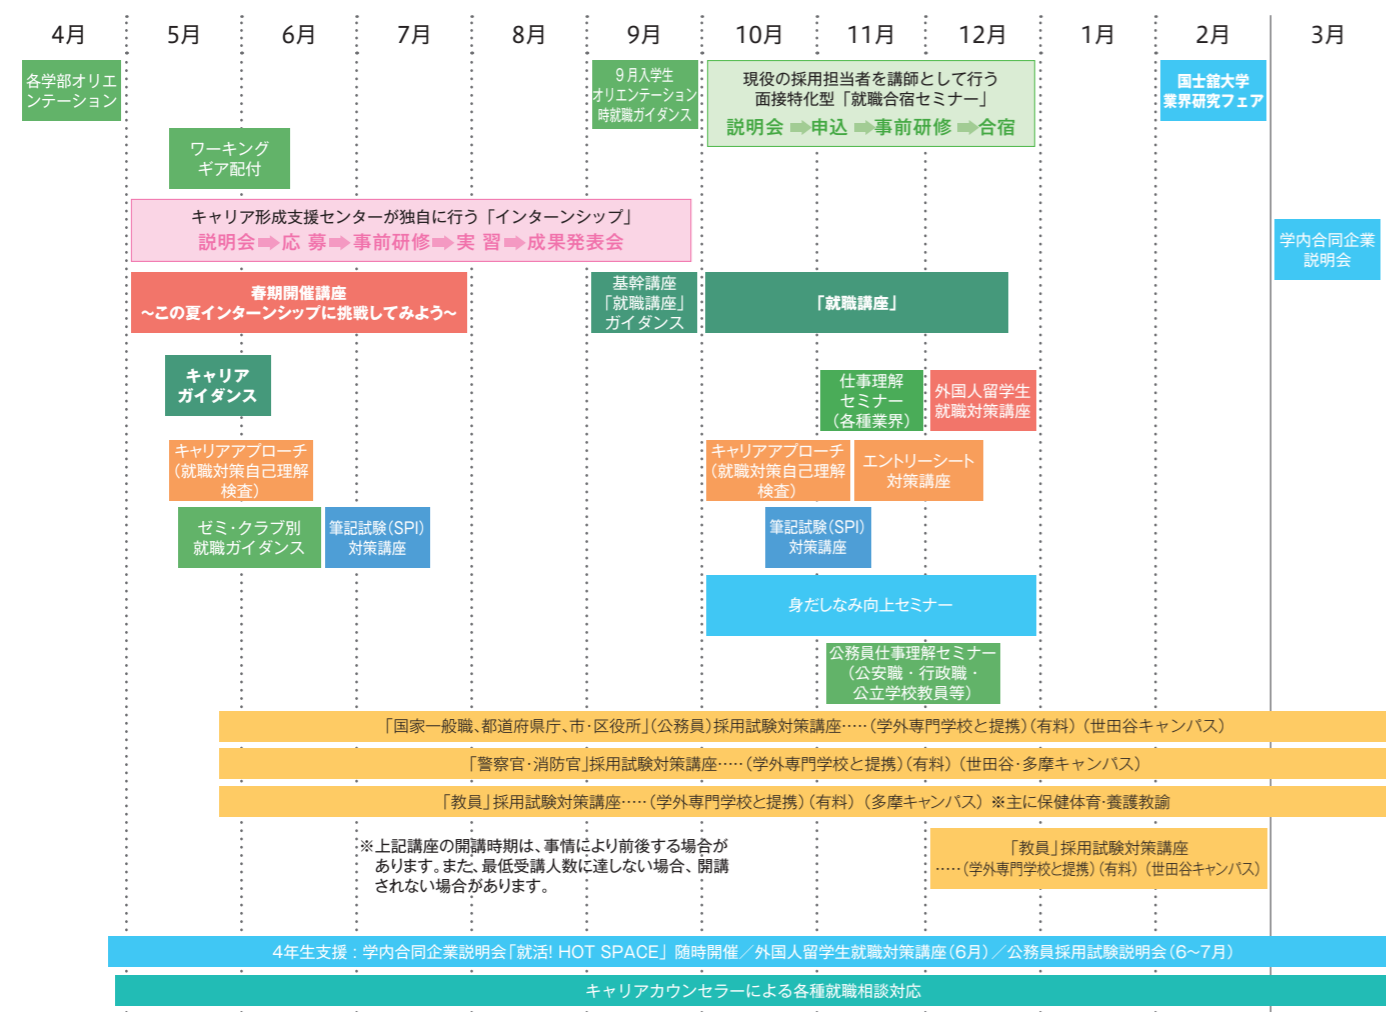 4月 5月 6月 7月 8月 9月 10月 11月 12月 1月 2月 3月
各学部オリエ
ンテーション
9月入学生
オリエンテーション
時就職ガイダンス
現役の採用担当者を講師として行う
面接特化型「就職合宿セミナー」
説明会➡申込➡事前研修➡合宿
国士舘大学
業界研究フェア
ワーキング
ギア配付
キャリア形成支援センターが独自に行う「インターンシップ」
説明会➡応 募➡事前研修➡実 習➡成果発表会
学内合同企業
説明会
春期開催講座
～この夏インターンシップに挑戦してみよう～
基幹講座
「就職講座」
ガイダンス
「就職講座」
キャリア
ガイダンス
仕事理解
セミナー
（各種業界）
外国人留学生
就職対策講座
キャリアアプローチ
（就職対策自己理解
検査）
キャリアアプローチ
（就職対策自己理解
検査）
エントリーシート
対策講座
ゼミ・クラブ別
就職ガイダンス
筆記試験（SPI）
対策講座
筆記試験（SPI）
対策講座
身だしなみ向上セミナー
公務員仕事理解セミナー
（公安職・行政職・
公立学校教員等）
「国家一般職、都道府県庁、市・区役所」（公務員）採用試験対策講座‥‥‥（学外専門学校と提携）（有料）（世田谷キャンパス）
「警察官・消防官」採用試験対策講座‥‥‥（学外専門学校と提携）（有料）（世田谷・多摩キャンパス）
「教員」採用試験対策講座‥‥‥（学外専門学校と提携）（有料）（多摩キャンパス）※主に保健体育・養護教諭
※上記講座の開講時期は、事情により前後する場合が
あります。また、最低受講人数に達しない場合、開講
されない場合があります。
「教員」採用試験対策講座
‥‥‥（学外専門学校と提携）（有料）（世田谷キャンパス）
4年生支援：学内合同企業説明会「就活! HOT SPACE」随時開催／外国人留学生就職対策講座（6月）／公務員採用試験説明会（6～7月）
キャリアカウンセラーによる各種就職相談対応